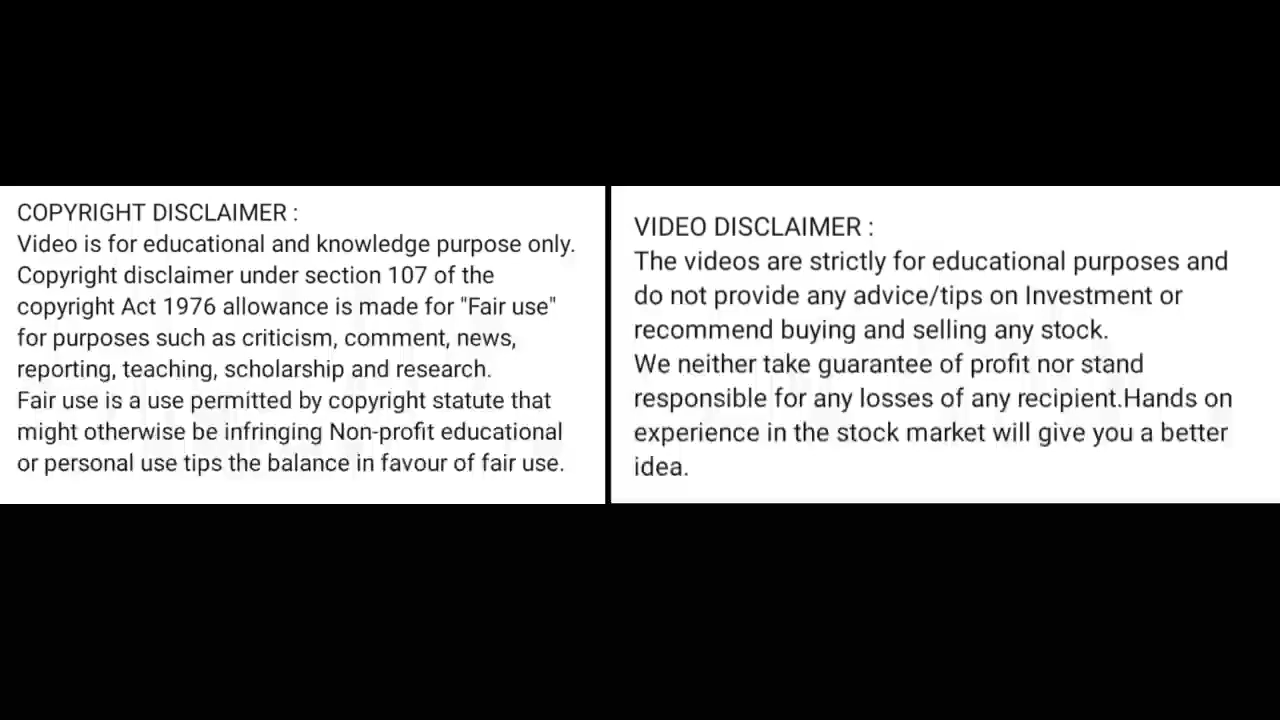 COPYRIGHT DISCLAIMER :
Video is for educational and knowledge purpose only.
Copyright disclaimer under section 107 of the
copyright Act 1976 allowance is made for "Fair use"
for purposes such as criticism, comment, news,
reporting, teaching, scholarship and research.
Fair use is a use permitted by copyright statute that
might otherwise be infringing Non-profit educational
or personal use tips the balance in favour of fair use.
VIDEO DISCLAIMER :
The videos are strictly for educational purposes and
do not provide any advice/tips on Investment or
recommend buying and selling any stock.
We neither take guarantee of profit nor stand
responsible for any losses of any recipient.Hands on
experience in the stock market will give you a better
idea.